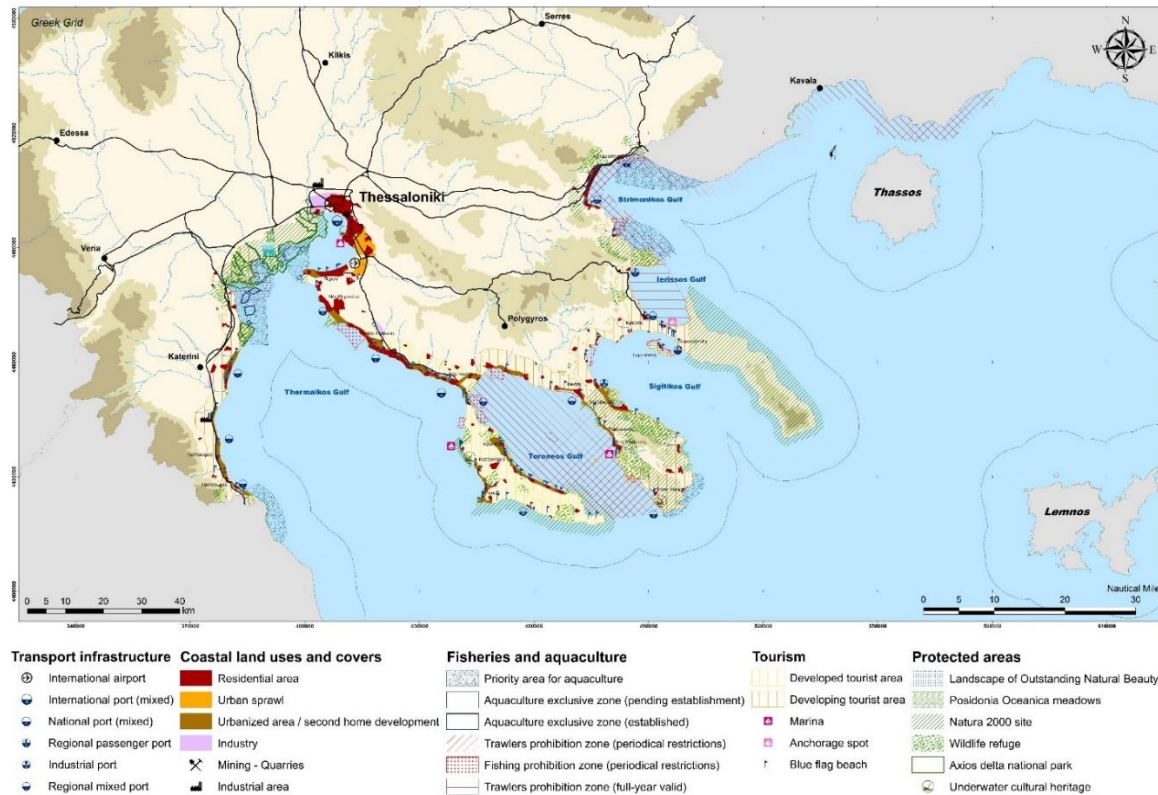 Greek Grid
Serres
N
W E
S
Kilkis
Kavala
Edessa
Thessaloniki
Thassos
Strimonikos Gulf
Veria
Ierissos Gulf
Polygyros
Katerini
Thermaikos Gulf
Sigitikos Gulf
Toroneos Gulf
Lemnos
0 5 10 20 30 40
km
0 5 10 20 30
Transport infrastructure
International airport
International port (mixed)
National port (mixed)
Regional passenger port
Industrial port
Regional mixed port
Coastal land uses and covers
Residential area
Urban sprawl
Urbanized area / second home development
Industry
Mining - Quarries
Industrial area
Fisheries and aquaculture
Priority area for aquaculture
Aquaculture exclusive zone (pending establishment)
Aquaculture exclusive zone (established)
Trawlers prohibition zone (periodical restrictions)
Fishing prohibition zone (periodical restrictions)
Trawlers prohibition zone (full-year valid)
Tourism
Developed tourist area
Developing tourist area
Marina
Anchorage spot
Blue flag beach
Protected areas
Landscape of Outstanding Natural Beauty
Posidonia Oceanica meadows
Natura 2000 site
Wildlife refuge
Axios delta national park
Underwater cultural heritage